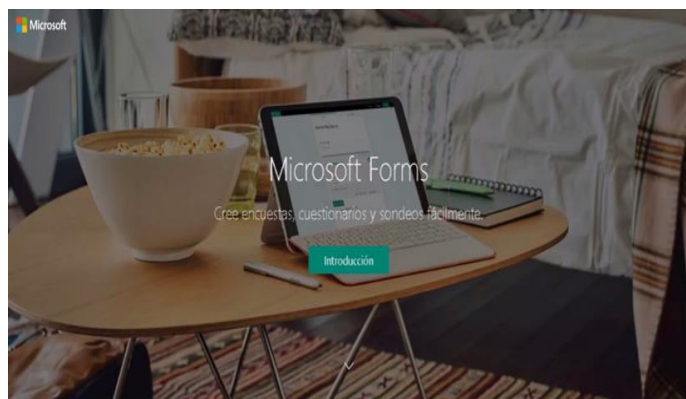 Microsoft
Microsoft Forms
Cree encuestas, cuestionarios y sondeos fácilmente.
Introducción